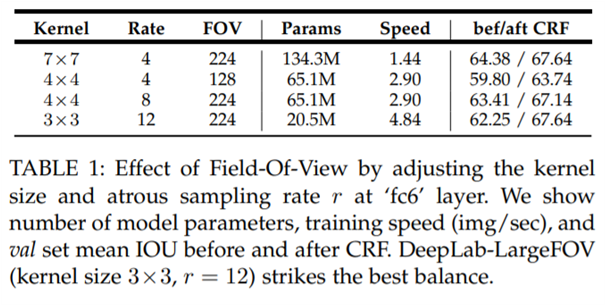 Kernel Rate FOV Params Speed bef/aft CRF
7×7 4 224 134.3M 1.44 64.38 / 67.64
4×4 4 128 65.1M 2.90 59.80 / 63.74
4×4 8 224 65.1M 2.90 63.41 / 67.14
3×3 12 224 20.5M 4.84 62.25 / 67.64
TABLE 1: Effect of Field-Of-View by adjusting the kernel
size and atrous sampling rate r at ‘fc6’ layer. We show
number of model parameters, training speed (img/sec), and
val set mean IOU before and after CRF. DeepLab-LargeFOV
(kernel size 3×3, r = 12) strikes the best balance.